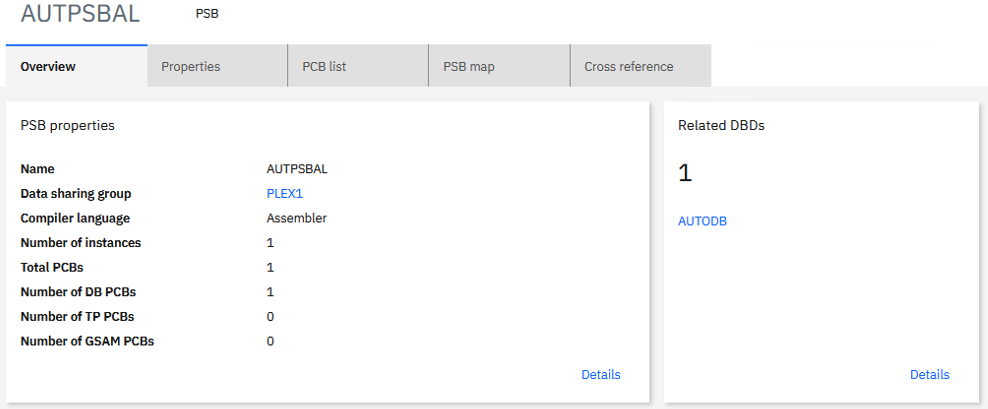 AUTPSBAL PSB
Overview Properties PCB list PSB map Cross reference
PSB properties
Name AUTPSBAL
Data sharing group PLEX1
Compiler language Assembler
Number of instances 1
Total PCBs 1
Number of DB PCBs 1
Number of TP PCBs 0
Number of GSAM PCBs 0
Details
Related DBDs
1
AUTODB
Details